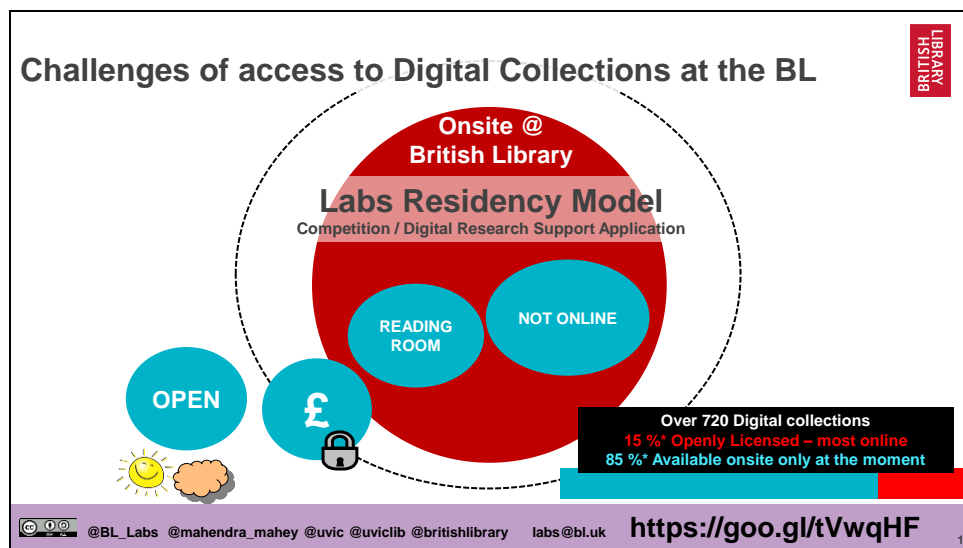 Challenges of access to Digital Collections at the BL
BRITISH
LIBRARY
Onsite @
British Library
Labs Residency Model
Competition / Digital Research Support Application
READING
ROOM
NOT ONLINE
OPEN
£
Over 720 Digital collections
15 %* Openly Licensed – most online
85 %* Available onsite only at the moment
cc
@BL_Labs @mahendra_mahey @uvic @uviclib @britishlibrary labs@bl.uk https://goo.gl/tVwqHF